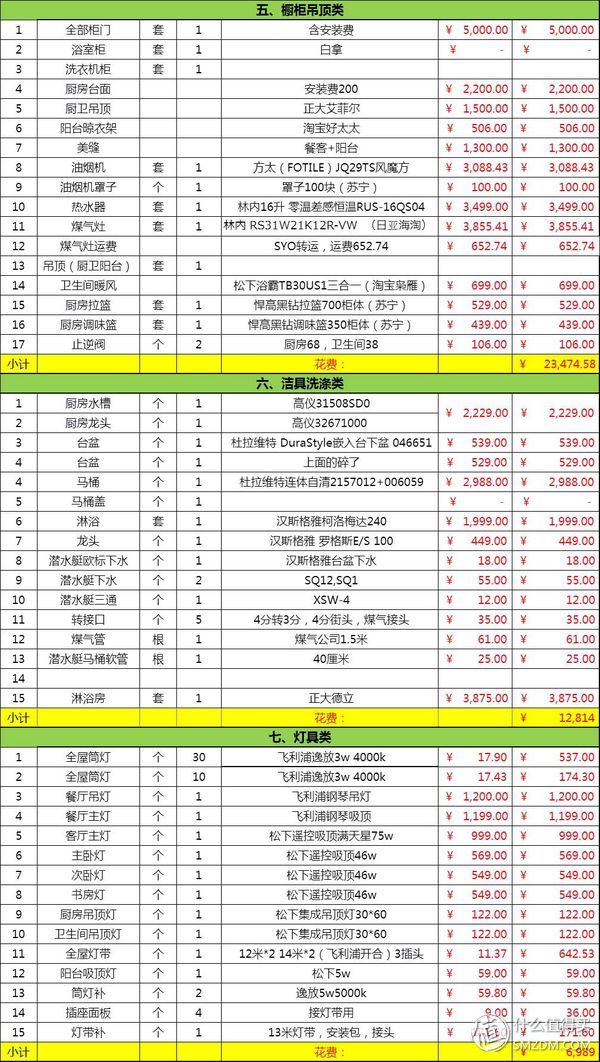 五、橱柜吊顶类
1 全部柜门 套 1 含安装费 ¥ 5,000.00 ¥ 5,000.00
2 浴室柜 套 1 白拿 ¥ - ¥ -
3 洗衣机柜 套 1
4 厨房台面 安装费200 ¥ 2,200.00 ¥ 2,200.00
5 厨卫吊顶 正大艾菲尔 ¥ 1,500.00 ¥ 1,500.00
6 阳台晾衣架 淘宝好太太 ¥ 506.00 ¥ 506.00
7 美缝 餐客+阳台 ¥ 1,300.00 ¥ 1,300.00
8 油烟机 套 1 方太（FOTILE）JQ29TS风魔方 ¥ 3,088.43 ¥ 3,088.43
9 油烟机罩子 个 1 罩子100块（苏宁） ¥ 100.00 ¥ 100.00
10 热水器 套 1 林内16升 零温差感恒温RUS-16QS04 ¥ 3,499.00 ¥ 3,499.00
11 煤气灶 套 1 林内 RS31W21K12R-VW （日亚海淘） ¥ 3,855.41 ¥ 3,855.41
12 煤气灶运费 SYO转运，运费652.74 ¥ 652.74 ¥ 652.74
13 吊顶（厨卫阳台） 套 1
14 卫生间暖风 松下浴霸TB30US1三合一（淘宝枭雁） ¥ 699.00 ¥ 699.00
15 厨房拉篮 套 1 悍高黑钻拉篮700柜体（苏宁） ¥ 529.00 ¥ 529.00
16 厨房调味篮 套 1 悍高黑钻调味篮350柜体（苏宁） ¥ 439.00 ¥ 439.00
17 止逆阀 个 2 厨房68，卫生间38 ¥ 106.00 ¥ 106.00
小计 花费： ¥ 23,474.58
六、洁具洗涤类
1 厨房水槽 个 1 高仪31508SD0 ¥ 2,229.00 ¥ 2,229.00
2 厨房龙头 个 1 高仪32671000
3 台盆 个 1 杜拉维特 DuraStyle嵌入台下盆 046651 ¥ 539.00 ¥ 539.00
4 台盆 个 1 上面的碎了 ¥ 529.00 ¥ 529.00
4 马桶 个 1 杜拉维特连体自清2157012+006059 ¥ 2,988.00 ¥ 2,988.00
5 马桶盖 个 1 ¥ - ¥ -
6 淋浴 套 1 汉斯格雅柯洛梅达240 ¥ 1,999.00 ¥ 1,999.00
7 龙头 个 1 汉斯格雅 罗格斯E/S 100 ¥ 449.00 ¥ 449.00
8 潜水艇欧标下水 个 1 汉斯格雅台盆下水 ¥ 18.00 ¥ 18.00
9 潜水艇下水 个 2 SQ12,SQ1 ¥ 55.00 ¥ 55.00
10 潜水艇三通 个 1 XSW-4 ¥ 12.00 ¥ 12.00
11 转接口 个 5 4分转3分，4分街头，煤气接头 ¥ 35.00 ¥ 35.00
12 煤气管 根 1 煤气公司1.5米 ¥ 61.00 ¥ 61.00
13 潜水艇马桶软管 根 1 40厘米 ¥ 25.00 ¥ 25.00
14
15 淋浴房 套 1 正大德立 ¥ 3,875.00 ¥ 3,875.00
小计 花费： ¥ 12,814
七、灯具类
1 全屋筒灯 个 30 飞利浦逸放3w 4000k ¥ 17.90 ¥ 537.00
2 全屋筒灯 个 10 飞利浦逸放3w 4000k ¥ 17.43 ¥ 174.30
3 餐厅吊灯 个 1 飞利浦钢琴吊灯 ¥ 1,200.00 ¥ 1,200.00
4 餐厅主灯 个 1 飞利浦钢琴吸顶 ¥ 1,199.00 ¥ 1,199.00
5 客厅主灯 个 1 松下遥控吸顶满天星75w ¥ 999.00 ¥ 999.00
6 主卧灯 个 1 松下遥控吸顶46w ¥ 569.00 ¥ 569.00
7 次卧灯 个 1 松下遥控吸顶46w ¥ 549.00 ¥ 549.00
8 书房灯 个 1 松下遥控吸顶46w ¥ 549.00 ¥ 549.00
9 厨房吊顶灯 个 1 松下集成吊顶灯30*60 ¥ 122.00 ¥ 122.00
10 卫生间吊顶灯 个 1 松下集成吊顶灯30*60 ¥ 122.00 ¥ 122.00
11 全屋灯带 个 1 12米*2 14米*2（飞利浦开合）3插头 ¥ 11.37 ¥ 642.53
12 阳台吸顶灯 个 1 松下5w ¥ 59.00 ¥ 59.00
13 筒灯补 个 2 逸放5w5000k ¥ 59.80 ¥ 59.80
14 插座面板 个 4 接灯带用 ¥ 9.00 ¥ 36.00
15 灯带补 个 1 13米灯带，安装包，接头 ¥ ¥ 171.60
小计 花费： ¥ 6,989
值 什么值得买
SMZDM.COM